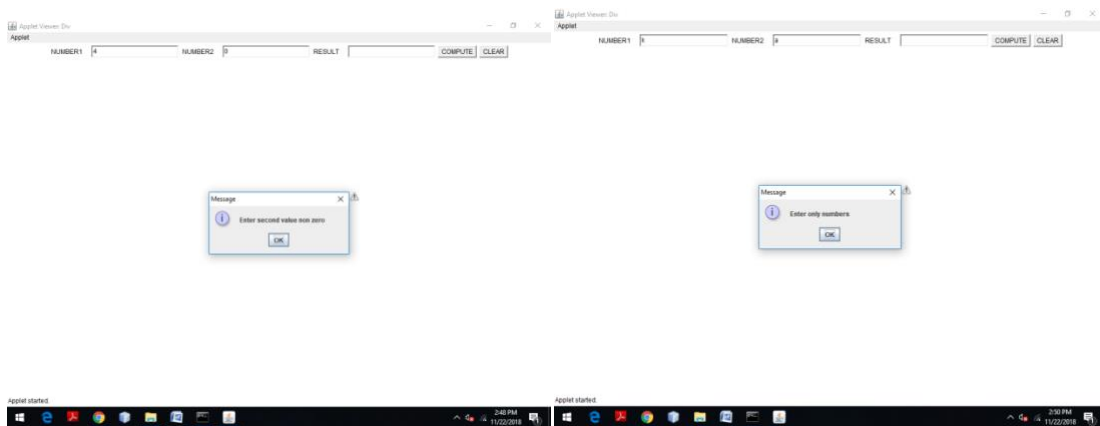 Applet Viewer: Div
Applet
NUMBER1 4 NUMBER2 0 RESULT COMPUTE CLEAR
Message
Enter second value non zero
OK
Applet started.
2:48 PM
11/22/2018
Applet Viewer: Div
Applet
NUMBER1 NUMBER2 RESULT COMPUTE CLEAR
Message
Enter only numbers
OK
Applet started.
2:50 PM
11/22/2018